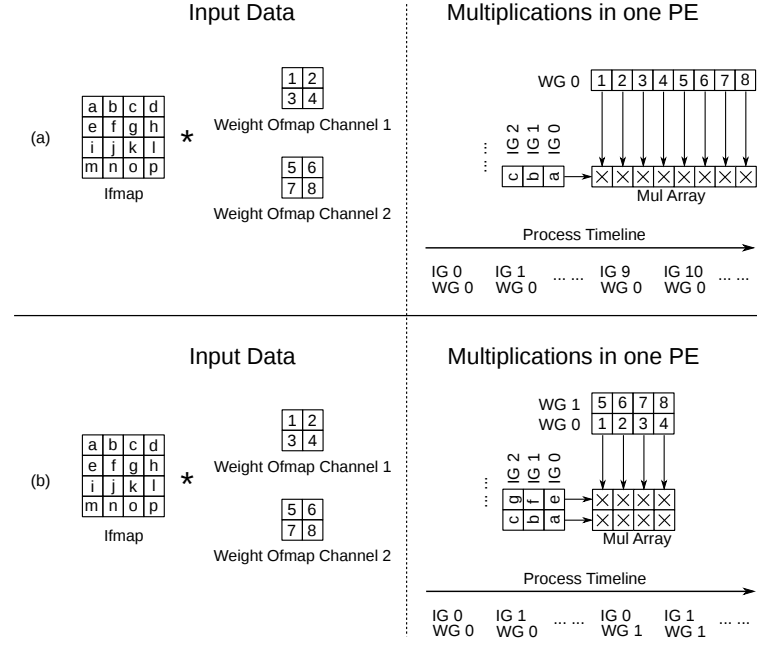 Input Data
Multiplications in one PE
(a)
a b c d
e f g h
i j k l
m n o p
Ifmap
*
1 2
3 4
Weight Ofmap Channel 1
5 6
7 8
Weight Ofmap Channel 2
WG 0 1 2 3 4 5 6 7 8
... ... IG 2 IG 1 IG 0
c b a
Mul Array
Process Timeline
IG 0 IG 1 ... ... IG 9 IG 10 ... ...
WG 0 WG 0 WG 0 WG 0
Input Data
Multiplications in one PE
(b)
a b c d
e f g h
i j k l
m n o p
Ifmap
*
1 2
3 4
Weight Ofmap Channel 1
5 6
7 8
Weight Ofmap Channel 2
WG 1 5 6 7 8
WG 0 1 2 3 4
... ... IG 2 IG 1 IG 0
g f e
c b a
Mul Array
Process Timeline
IG 0 IG 1 ... ... IG 0 IG 1 ... ...
WG 0 WG 0 WG 1 WG 1